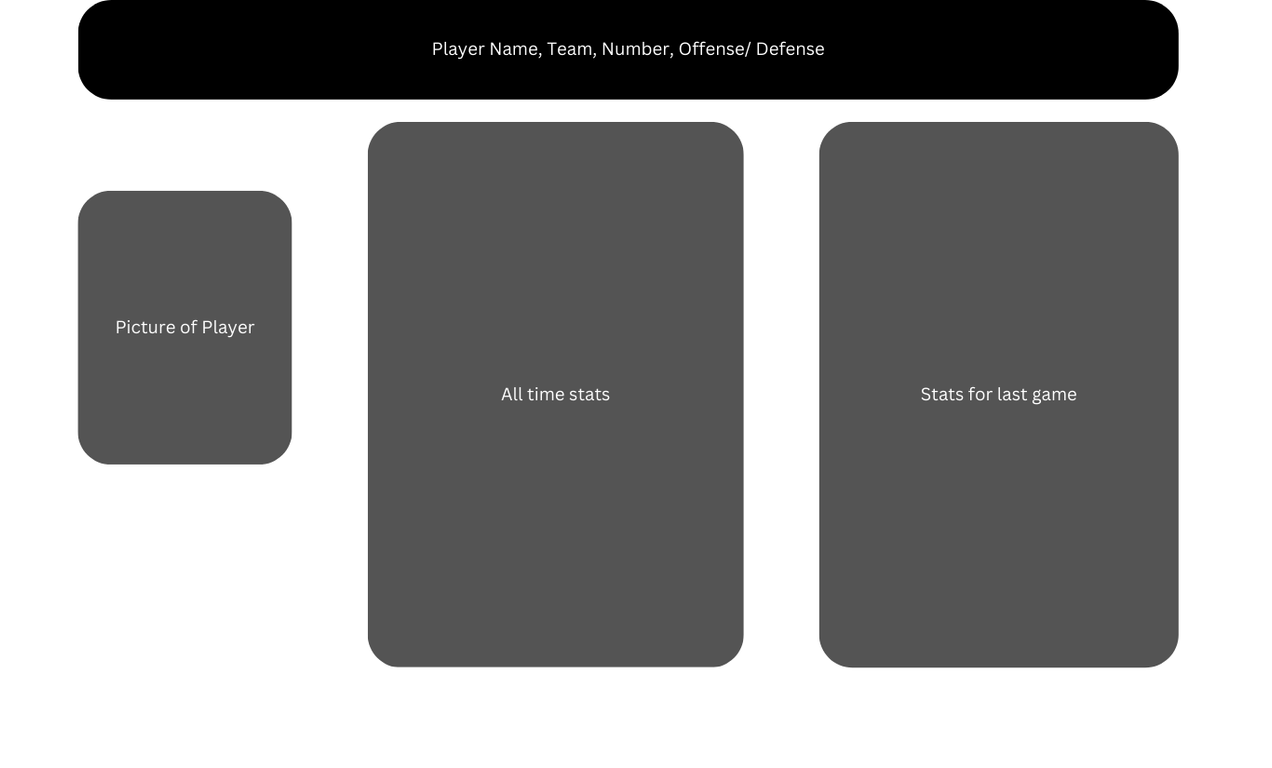 Player Name, Team, Number, Offense/ Defense
Picture of Player
All time stats
Stats for last game